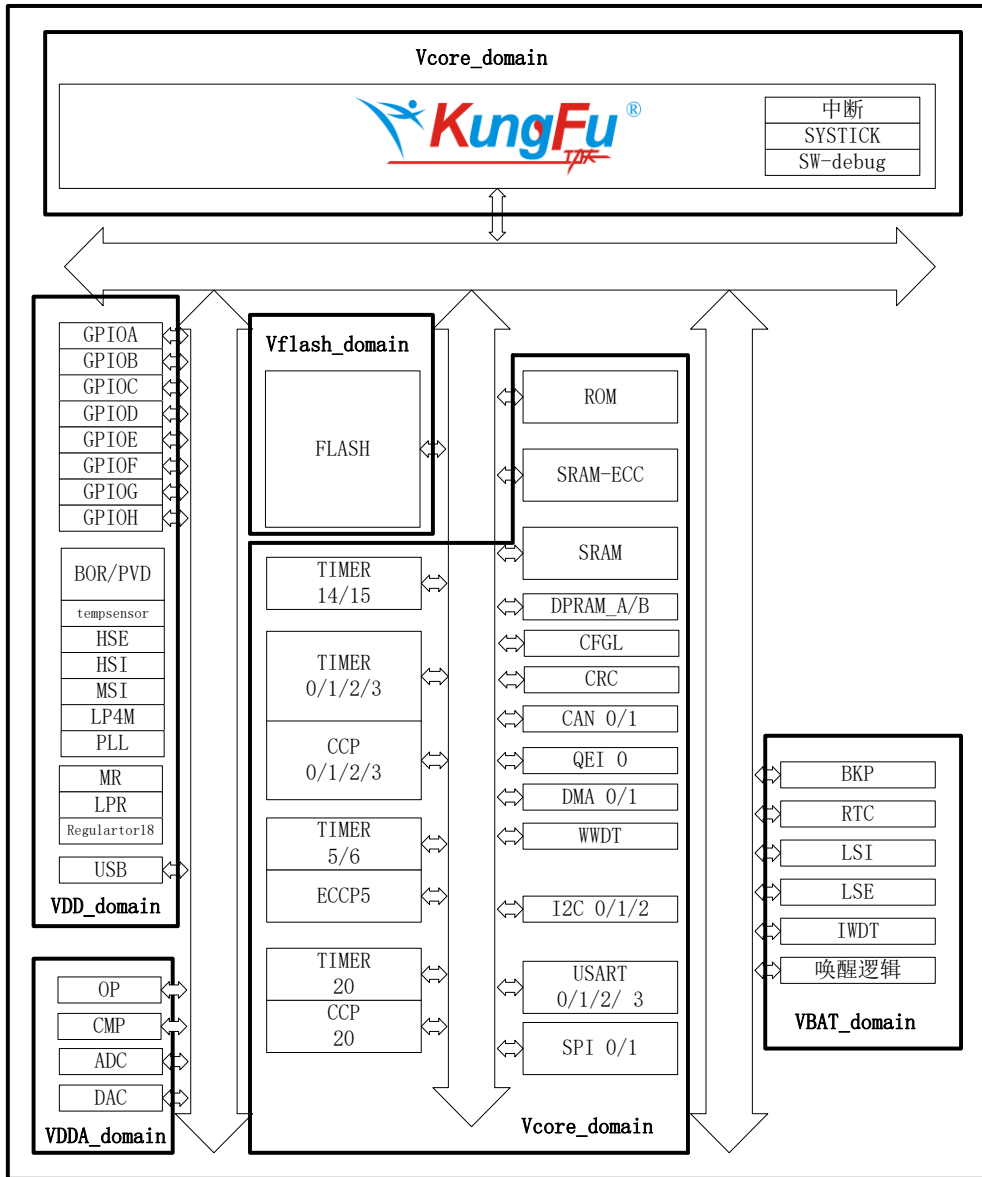 Vcore_domain
KungFu®
中断
SYSTICK
SW-debug
GPIOA
GPIOB
GPIOC
GPIOD
GPIOE
GPIOF
GPIOG
GPIOH
BOR/PVD
tempsensor
HSE
HSI
MSI
LP4M
PLL
MR
LPR
Regulartor18
USB
VDD_domain
OP
CMP
ADC
DAC
VDDA_domain
Vflash_domain
FLASH
TIMER
14/15
TIMER
0/1/2/3
CCP
0/1/2/3
TIMER
5/6
ECCP5
TIMER
20
CCP
20
ROM
SRAM-ECC
SRAM
DPRAM_A/B
CFGL
CRC
CAN 0/1
QEI 0
DMA 0/1
WWDT
I2C 0/1/2
USART
0/1/2/ 3
SPI 0/1
Vcore_domain
BKP
RTC
LSI
LSE
IWDT
唤醒逻辑
VBAT_domain